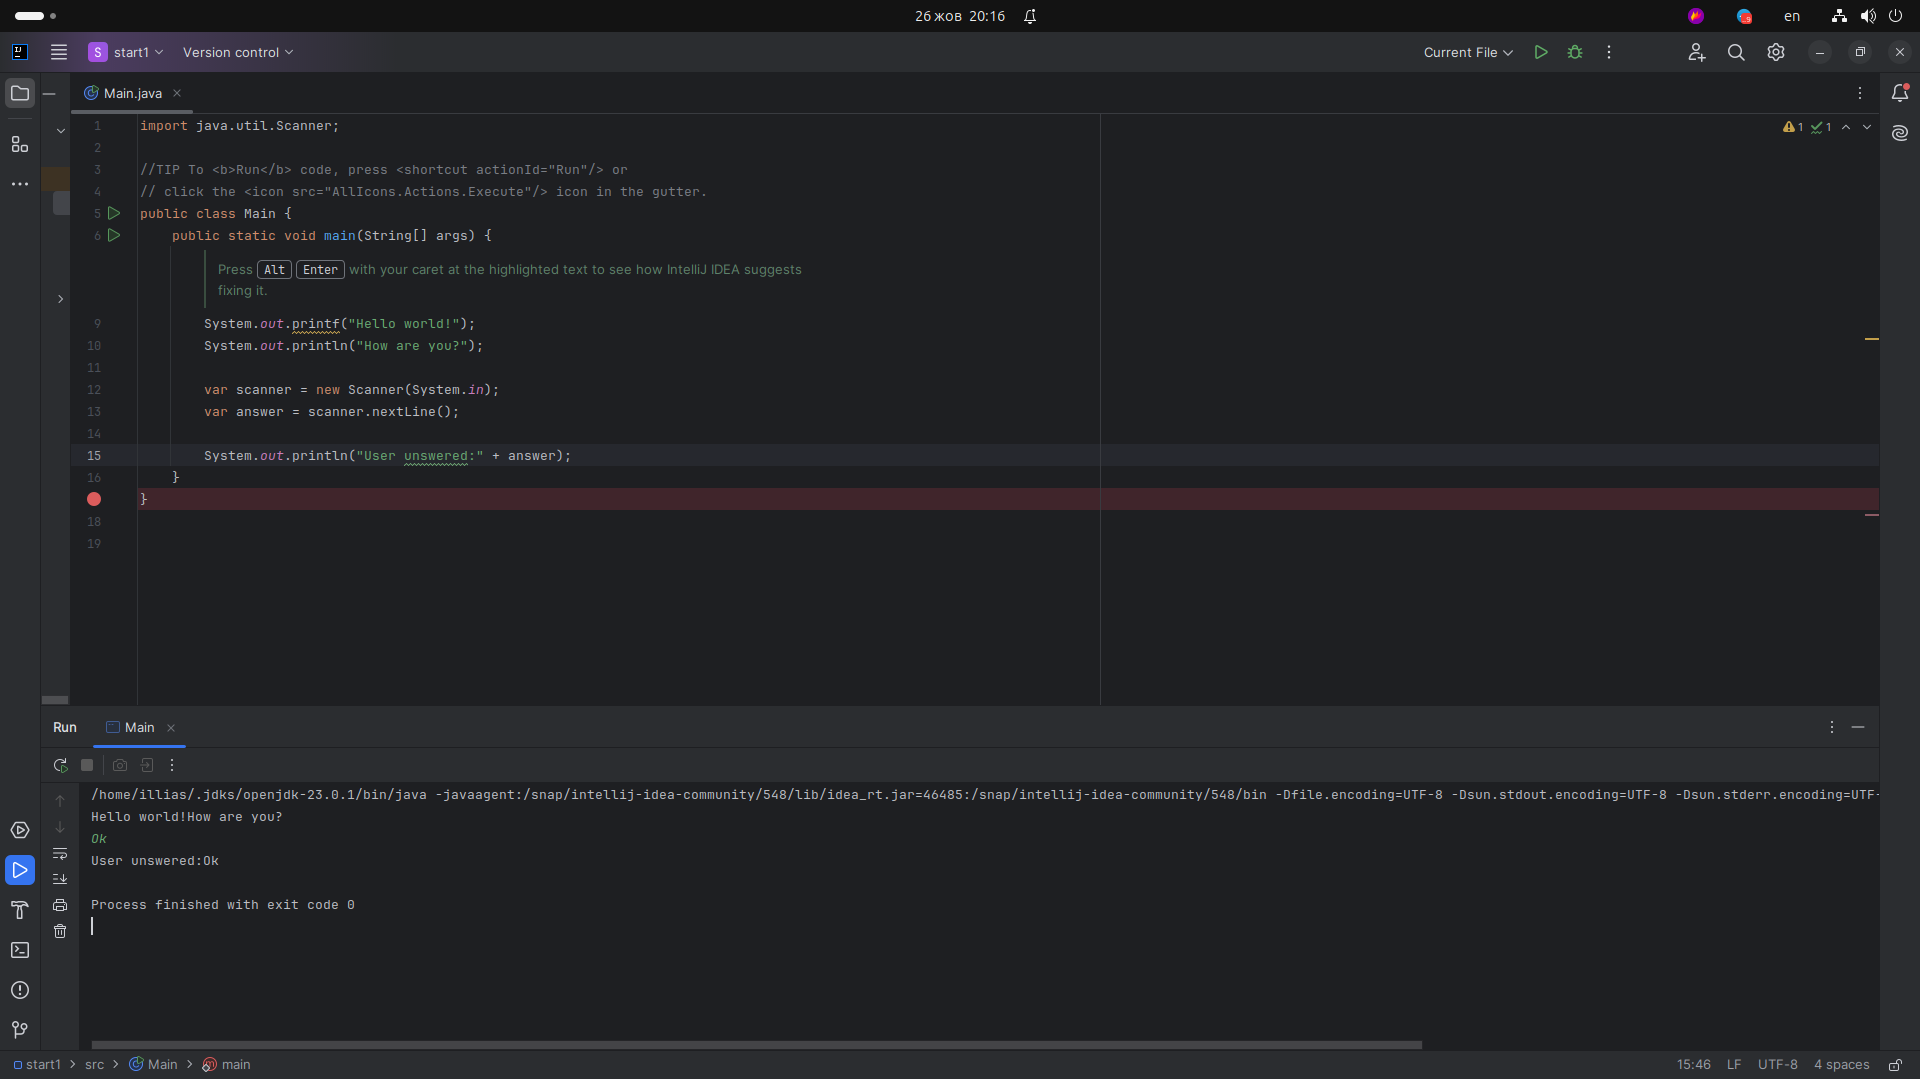 26 жов 20:16
en
S start1 Version control
Current File
Main.java
1 import java.util.Scanner;
2
3 //TIP To <b>Run</b> code, press <shortcut actionId="Run"/> or
4 // click the <icon src="AllIcons.Actions.Execute"/> icon in the gutter.
5 public class Main {
6 public static void main(String[] args) {
Press Alt Enter with your caret at the highlighted text to see how IntelliJ IDEA suggests
fixing it.
9 System.out.printf("Hello world!");
10 System.out.println("How are you?");
11
12 var scanner = new Scanner(System.in);
13 var answer = scanner.nextLine();
14
15 System.out.println("User unswered:" + answer);
16 }
}
18
19
1 1
Run Main
/home/illias/.jdks/openjdk-23.0.1/bin/java -javaagent:/snap/intellij-idea-community/548/lib/idea_rt.jar=46485:/snap/intellij-idea-community/548/bin -Dfile.encoding=UTF-8 -Dsun.stdout.encoding=UTF-8 -Dsun.stderr.encoding=UTF-
Hello world!How are you?
Ok
User unswered:Ok
Process finished with exit code 0
start1 > src > Main > main
15:46 LF UTF-8 4 spaces